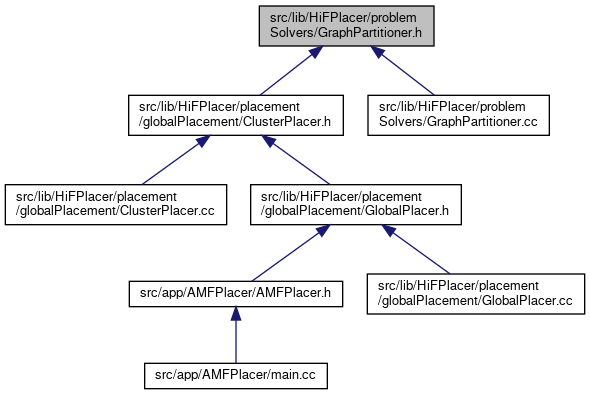 src/lib/HiFPlacer/problem
Solvers/GraphPartitioner.h
src/lib/HiFPlacer/placement
/globalPlacement/ClusterPlacer.h
src/lib/HiFPlacer/problem
Solvers/GraphPartitioner.cc
src/lib/HiFPlacer/placement
/globalPlacement/ClusterPlacer.cc
src/lib/HiFPlacer/placement
/globalPlacement/GlobalPlacer.h
src/app/AMFPlacer/AMFPlacer.h
src/lib/HiFPlacer/placement
/globalPlacement/GlobalPlacer.cc
src/app/AMFPlacer/main.cc